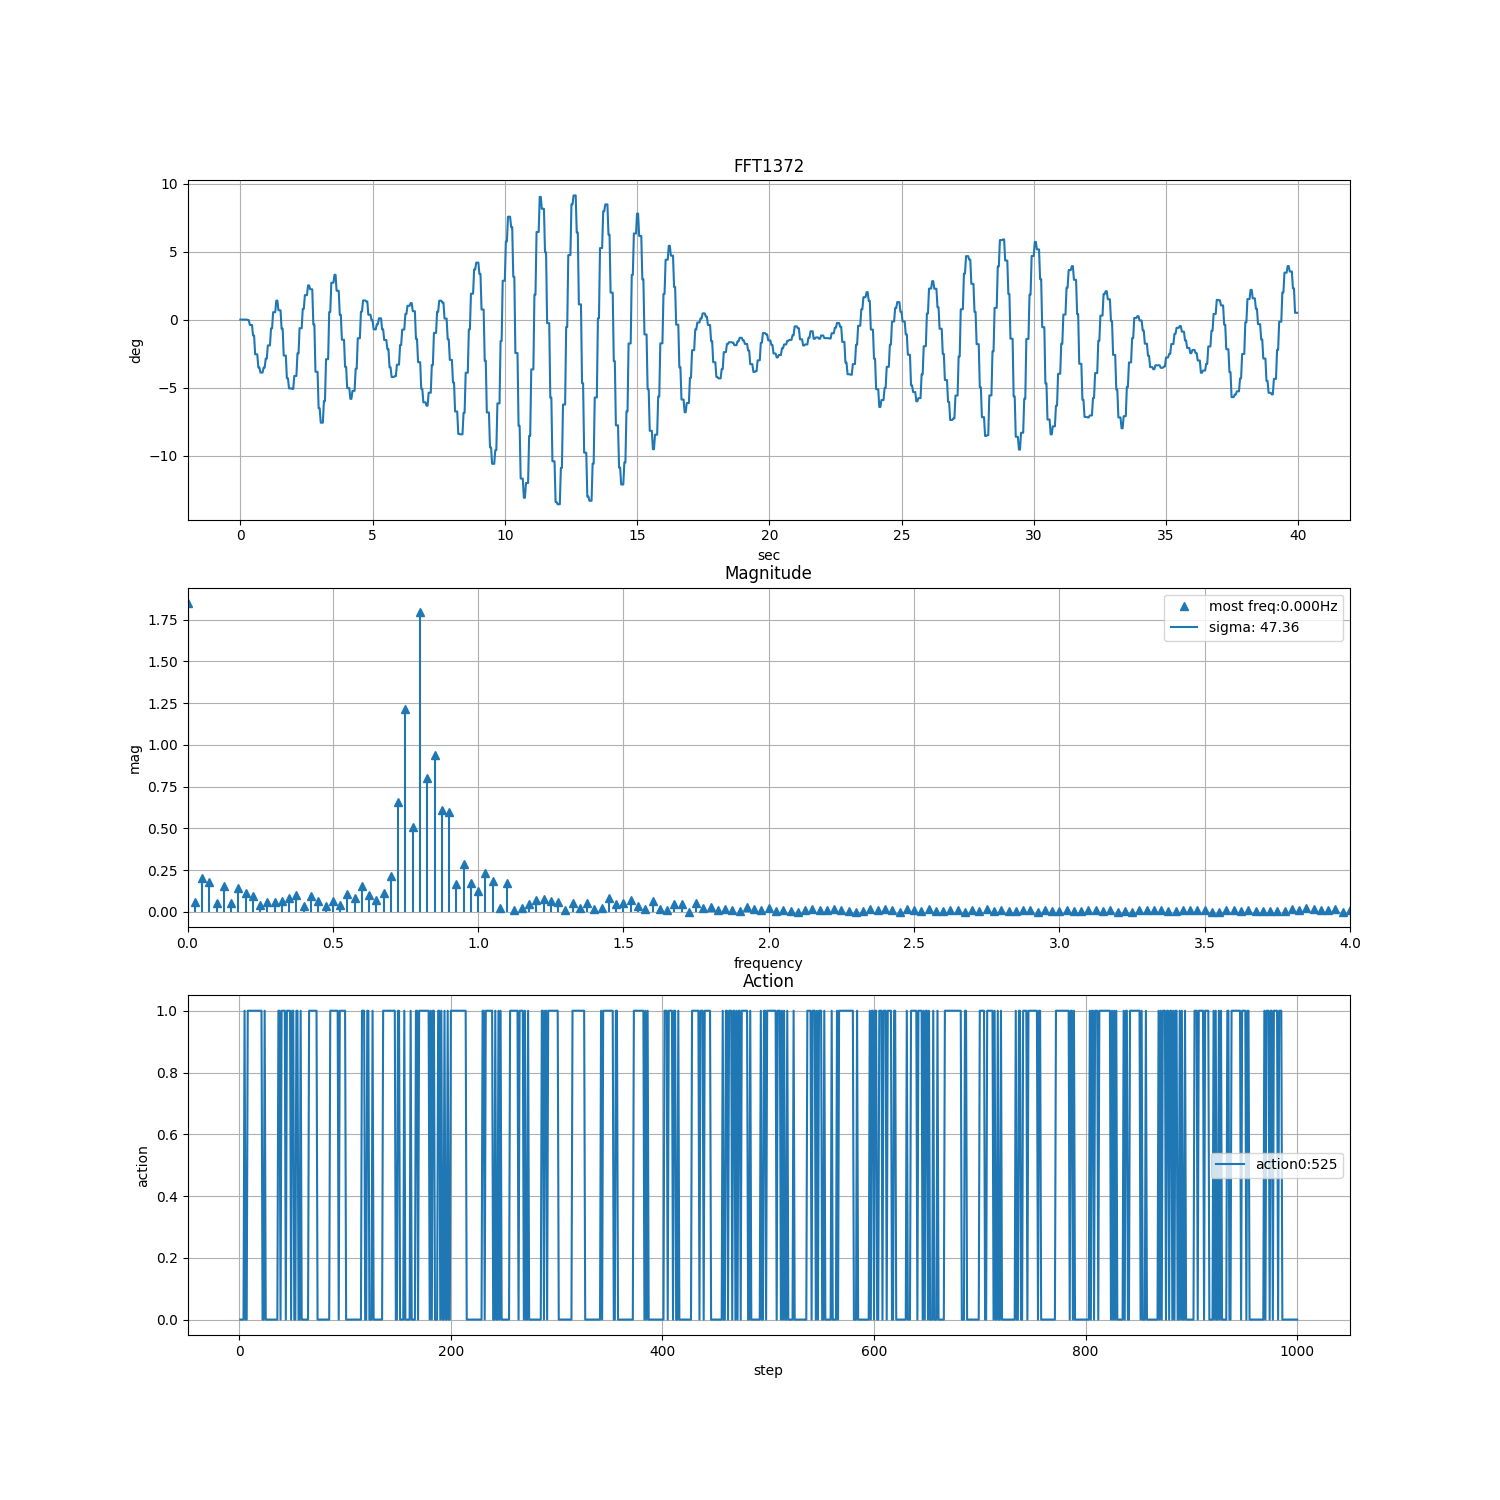 FFT1372
10
5
0
−5
−10
deg
0 5 10 15 20 25 30 35 40
sec
Magnitude
most freq:0.000Hz
sigma: 47.36
1.75
1.50
1.25
1.00
0.75
0.50
0.25
0.00
mag
0.0 0.5 1.0 1.5 2.0 2.5 3.0 3.5 4.0
frequency
Action
1.0
0.8
0.6
0.4
0.2
0.0
action
action0:525
0 200 400 600 800 1000
step